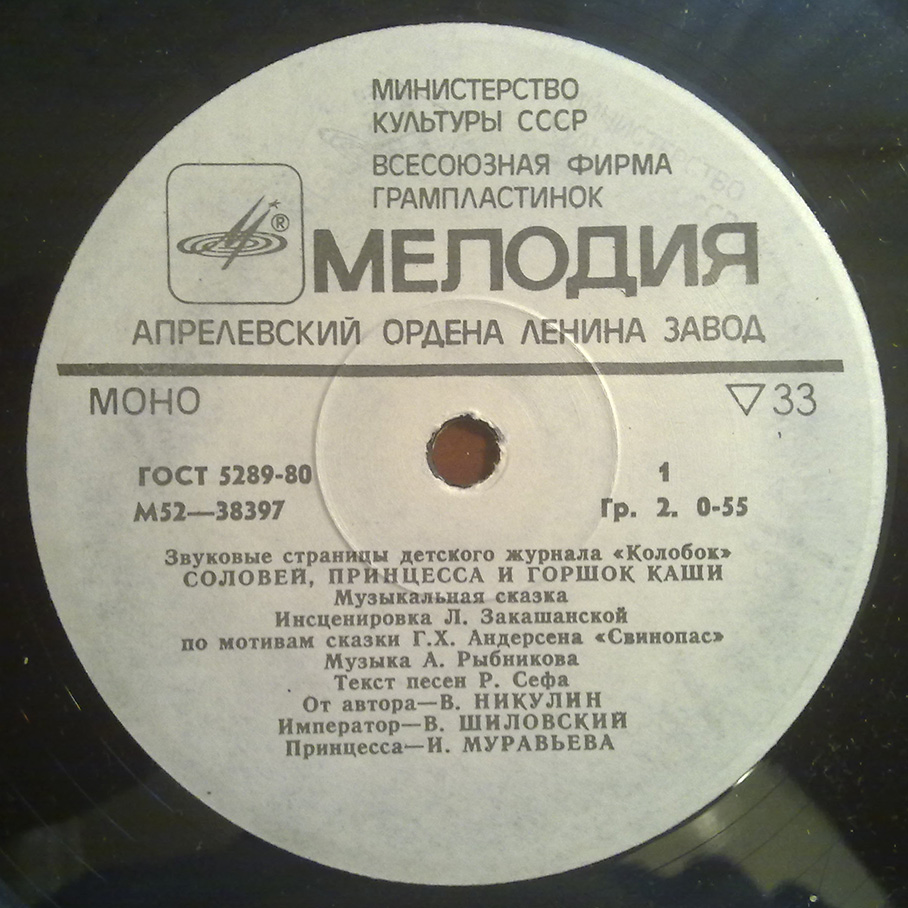 МИНИСТЕРСТВО
КУЛЬТУРЫ СССР
ВСЕСОЮЗНАЯ ФИРМА
ГРАМПЛАСТИНОК
®
МЕЛОДИЯ
АПРЕЛЕВСКИЙ ОРДЕНА ЛЕНИНА ЗАВОД
МОНО ▽33
ГОСТ 5289-80 1
М52—38397 Гр. 2. 0-55
Звуковые страницы детского журнала «Колобок»
СОЛОВЕЙ, ПРИНЦЕССА И ГОРШОК КАШИ
Музыкальная сказка
Инсценировка Л. Закашанской
по мотивам сказки Г.Х. Андерсена «Свинопас»
Музыка А. Рыбникова
Текст песен Р. Сефа
От автора—В. НИКУЛИН
Император—В. ШИЛОВСКИЙ
Принцесса—И. МУРАВЬЕВА